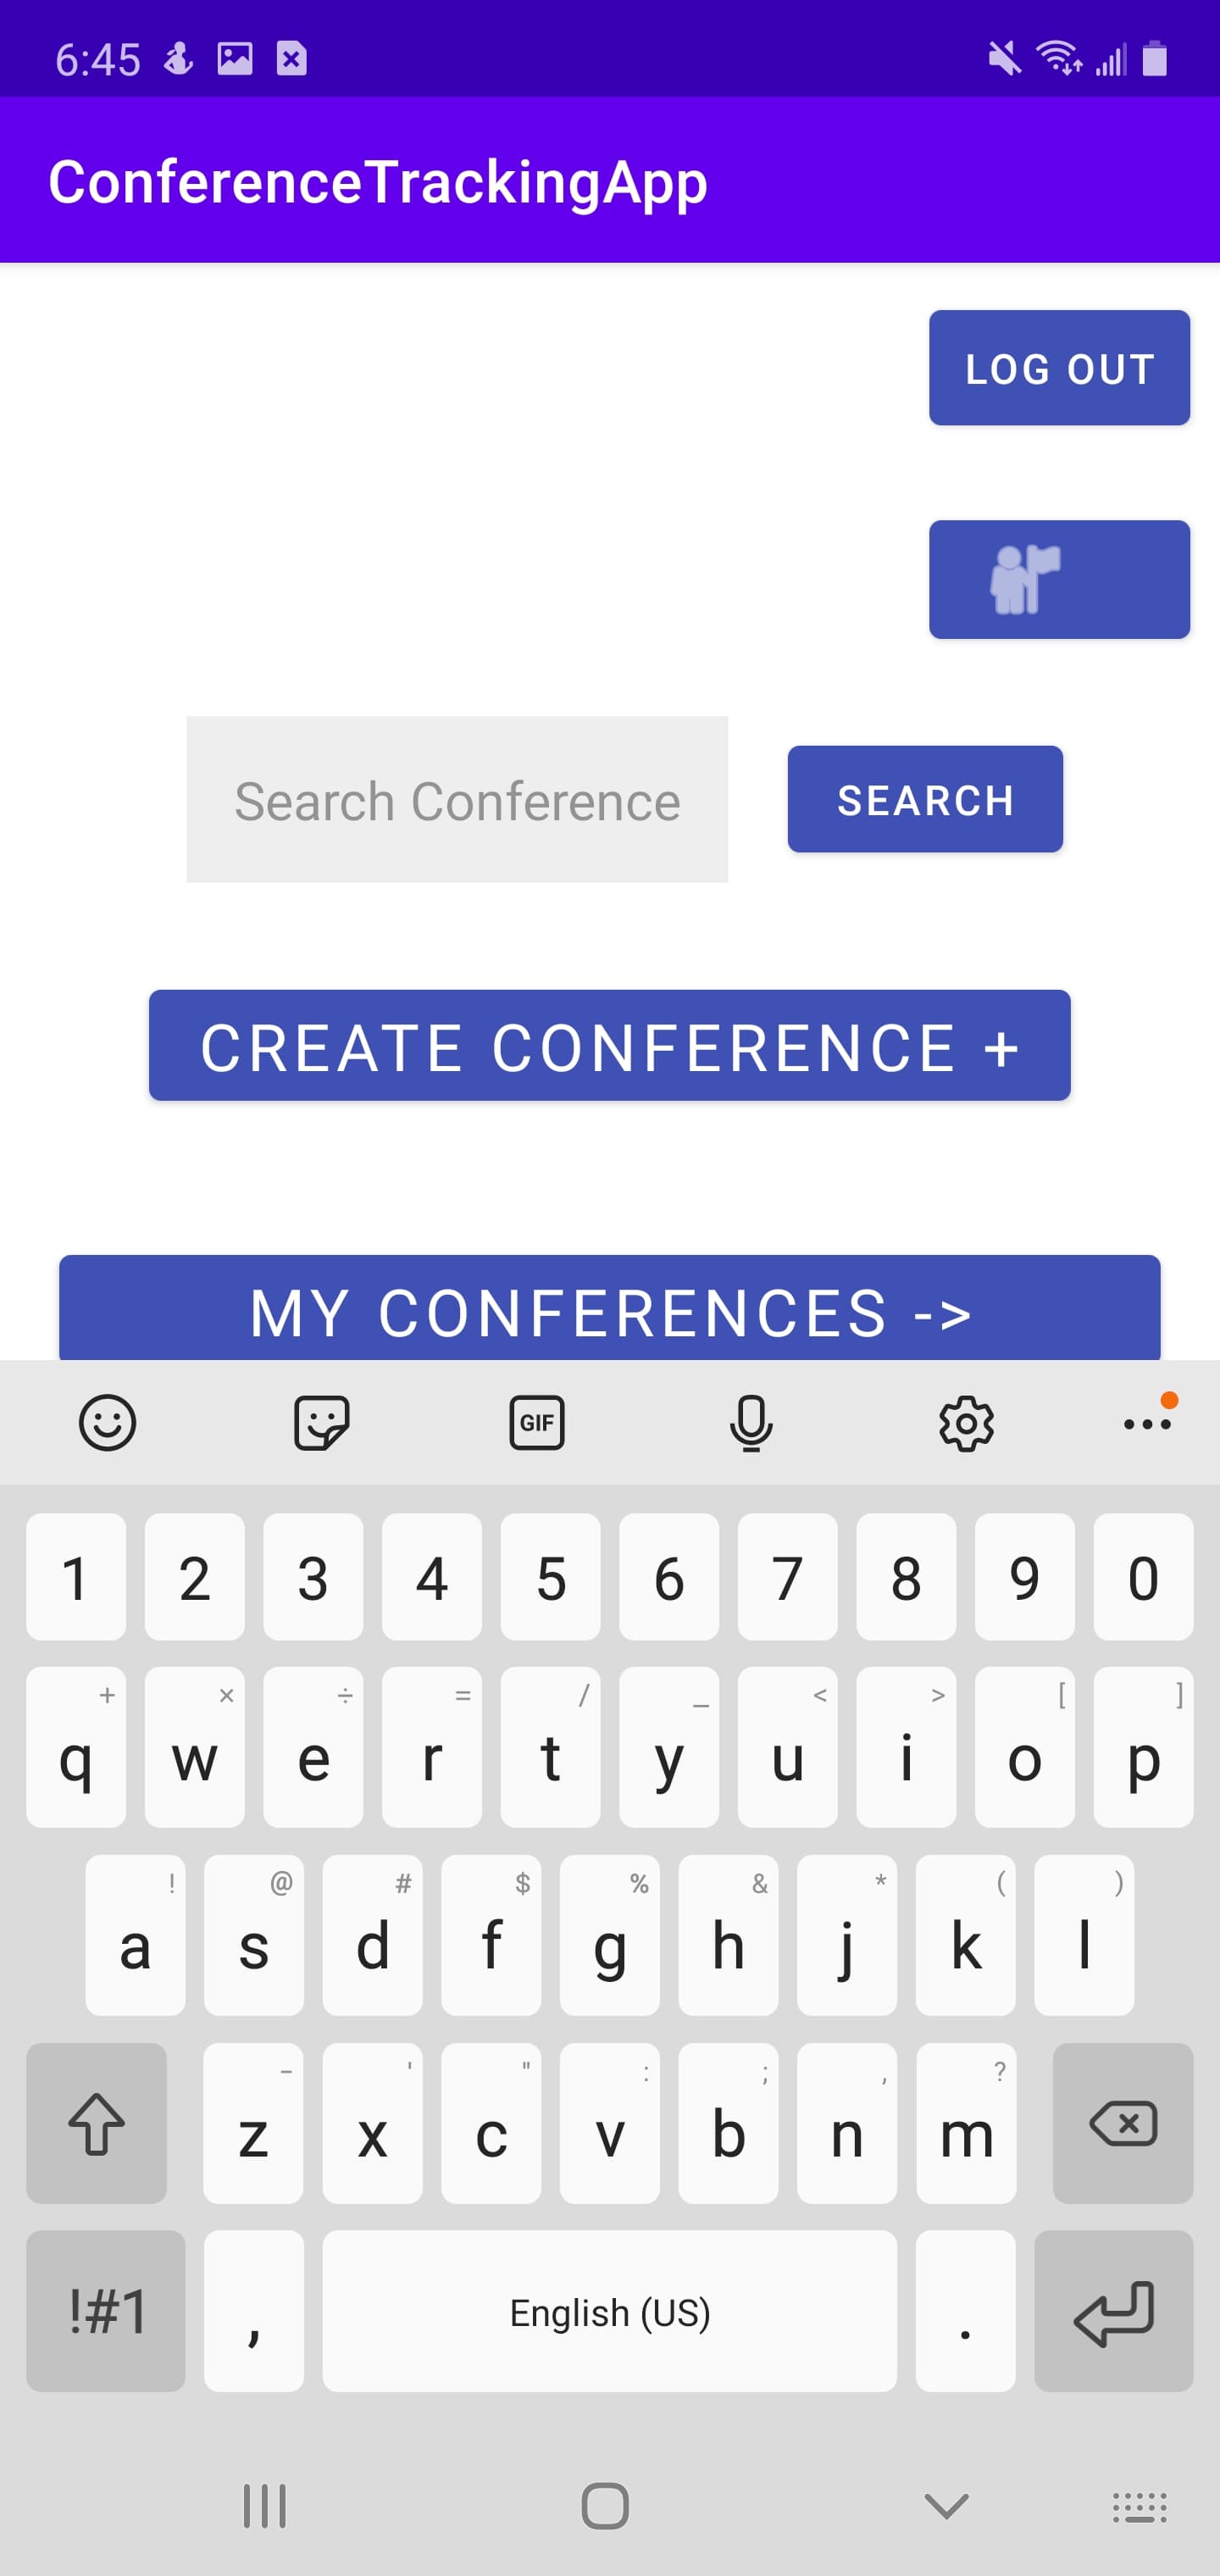 6:45
ConferenceTrackingApp
LOG OUT
Search Conference
SEARCH
CREATE CONFERENCE +
MY CONFERENCES ->
GIF
1 2 3 4 5 6 7 8 9 0
+ × ÷ = / _ < > [ ]
q w e r t y u i o p
! @ # $ % & * ( )
a s d f g h j k l
- ' " : ; , ?
z x c v b n m
!#1 , English (US) .